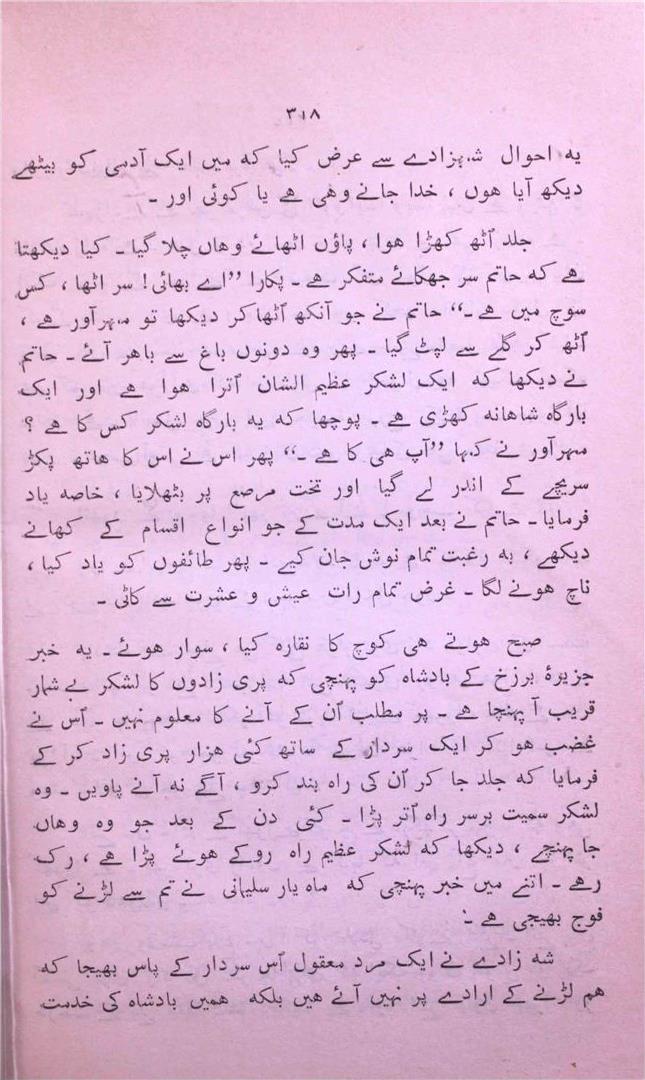 ۳۱۸
یہ احوال شہزادے سے عرض کیا کہ میں ایک آدمی کو بیٹھے
دیکھ آیا ہوں ، خدا جانے وہی ہے یا کوئی اور ۔
جلد اُٹھ کھڑا ہوا ، پاؤں اٹھائے وہاں چلا گیا ۔ کیا دیکھتا
ہے کہ حاتم سر جھکائے متفکر ہے ۔ پکارا ”اے بھائی! سر اٹھا ، کس
سوچ میں ہے ۔“ حاتم نے جو آنکھ اُٹھا کر دیکھا تو مہرآور ہے ،
اُٹھ کر گلے سے لپٹ گیا ۔ پھر وہ دونوں باغ سے باہر آئے ۔ حاتم
نے دیکھا کہ ایک لشکر عظیم الشان اُترا ہوا ہے اور ایک
بارگاہ شاہانہ کھڑی ہے ۔ پوچھا کہ یہ بارگاہ لشکر کس کا ہے ؟
مہرآور نے کہا ”آپ ہی کا ہے ۔“ پھر اس نے اس کا ہاتھ پکڑ
سریچے کے اندر لے گیا اور تخت مرصع پر بٹھلایا ، خاصہ یاد
فرمایا ۔ حاتم نے بعد ایک مدت کے جو انواع اقسام کے کھانے
دیکھے ، بہ رغبت تمام نوش جان کیے ۔ پھر طائفوں کو یاد کیا ،
ناچ ہونے لگا ۔ غرض تمام رات عیش و عشرت سے کاٹی ۔
صبح ہوتے ہی کوچ کا نقارہ کیا ، سوار ہوئے ۔ یہ خبر
جزیرۂ برزخ کے بادشاہ کو پہنچی کہ پری زادوں کا لشکر بے شمار
قریب آ پہنچا ہے ۔ پر مطلب اُن کے آنے کا معلوم نہیں ۔ اُس نے
غضب ہو کر ایک سردار کے ساتھ کئی ہزار پری زاد کر کے
فرمایا کہ جلد جا کر اُن کی راہ بند کرو ، آگے نہ آنے پاویں ۔ وہ
لشکر سمیت برسر راہ اُتر پڑا ۔ کئی دن کے بعد جو وہ وہاں
جا پہنچے ، دیکھا کہ لشکر عظیم راہ روکے ہوئے پڑا ہے ، رک
رہے ۔ اتنے میں خبر پہنچی کہ ماہ یار سلیمانی نے تم سے لڑنے کو
فوج بھیجی ہے ۔
شہ زادے نے ایک مرد معقول اُس سردار کے پاس بھیجا کہ
ہم لڑنے کے ارادے پر نہیں آئے ہیں بلکہ ہمیں بادشاہ کی خدمت